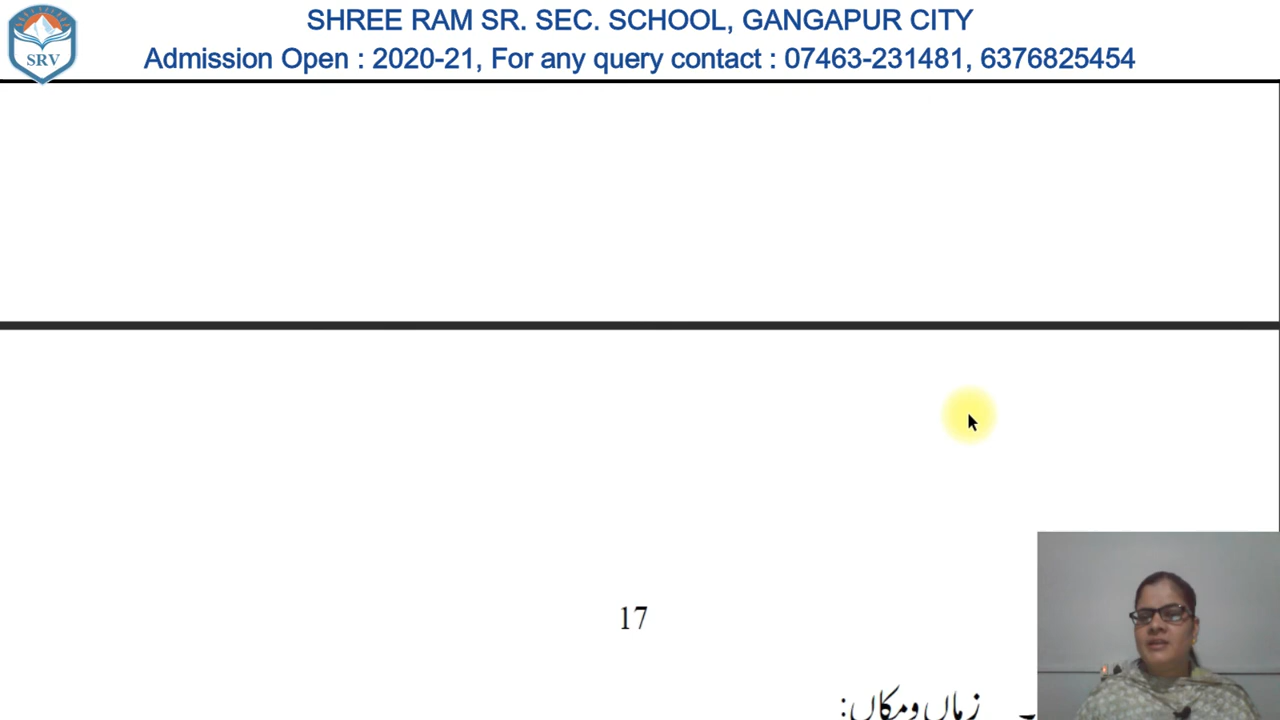 SHREE RAM SR. SEC. SCHOOL, GANGAPUR CITY
SRV
Admission Open : 2020-21, For any query contact : 07463-231481, 6376825454
17
زماں و مکاں: